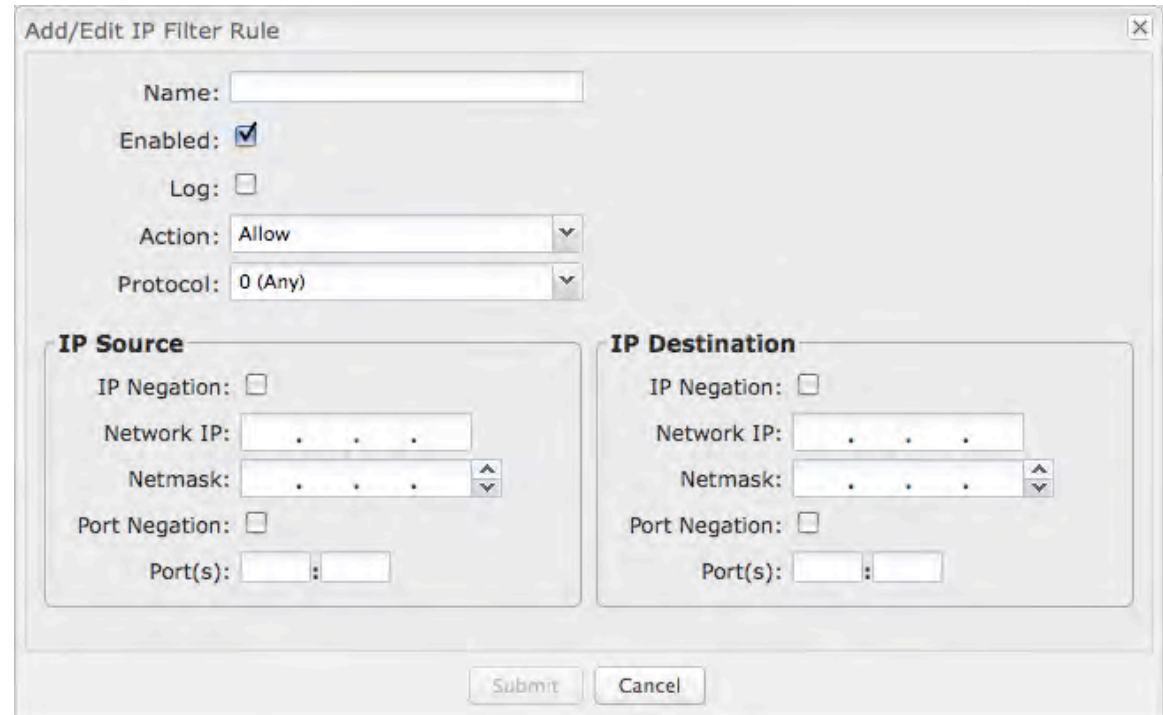 Add/Edit IP Filter Rule
Name:
Enabled:
Log:
Action: Allow
Protocol: 0 (Any)
IP Source
IP Negation:
Network IP: . . .
Netmask: . . .
Port Negation:
Port(s): :
IP Destination
IP Negation:
Network IP: . . .
Netmask: . . .
Port Negation:
Port(s): :
Submit
Cancel